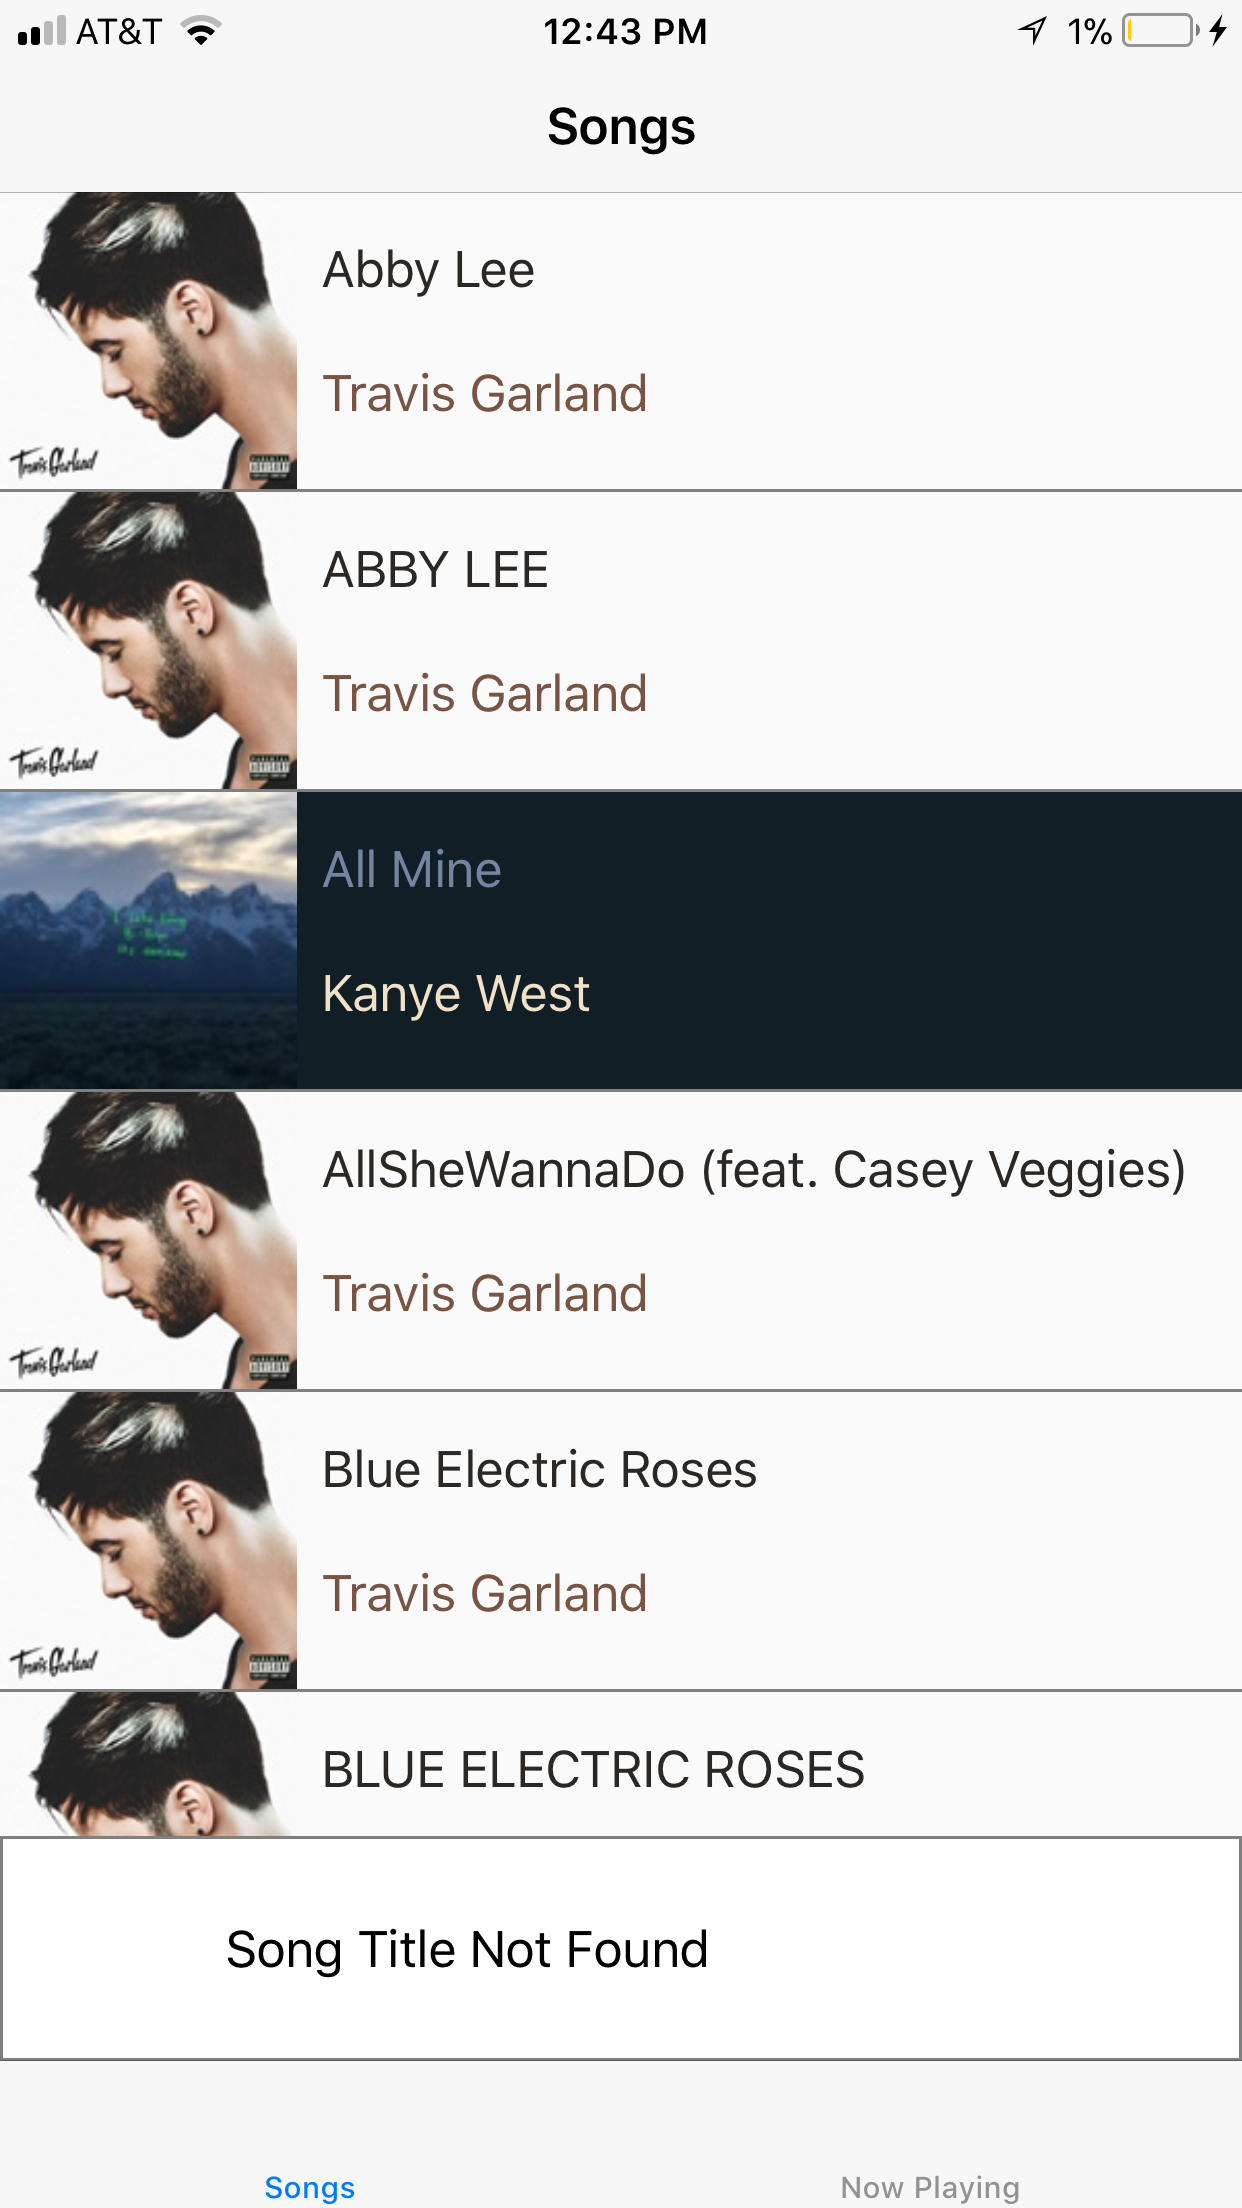 AT&T 12:43 PM 1%
Songs
Abby Lee
Travis Garland
Travis Garland
ABBY LEE
Travis Garland
Travis Garland
All Mine
Kanye West
AllSheWannaDo (feat. Casey Veggies)
Travis Garland
Travis Garland
Blue Electric Roses
Travis Garland
Travis Garland
BLUE ELECTRIC ROSES
Song Title Not Found
Songs Now Playing